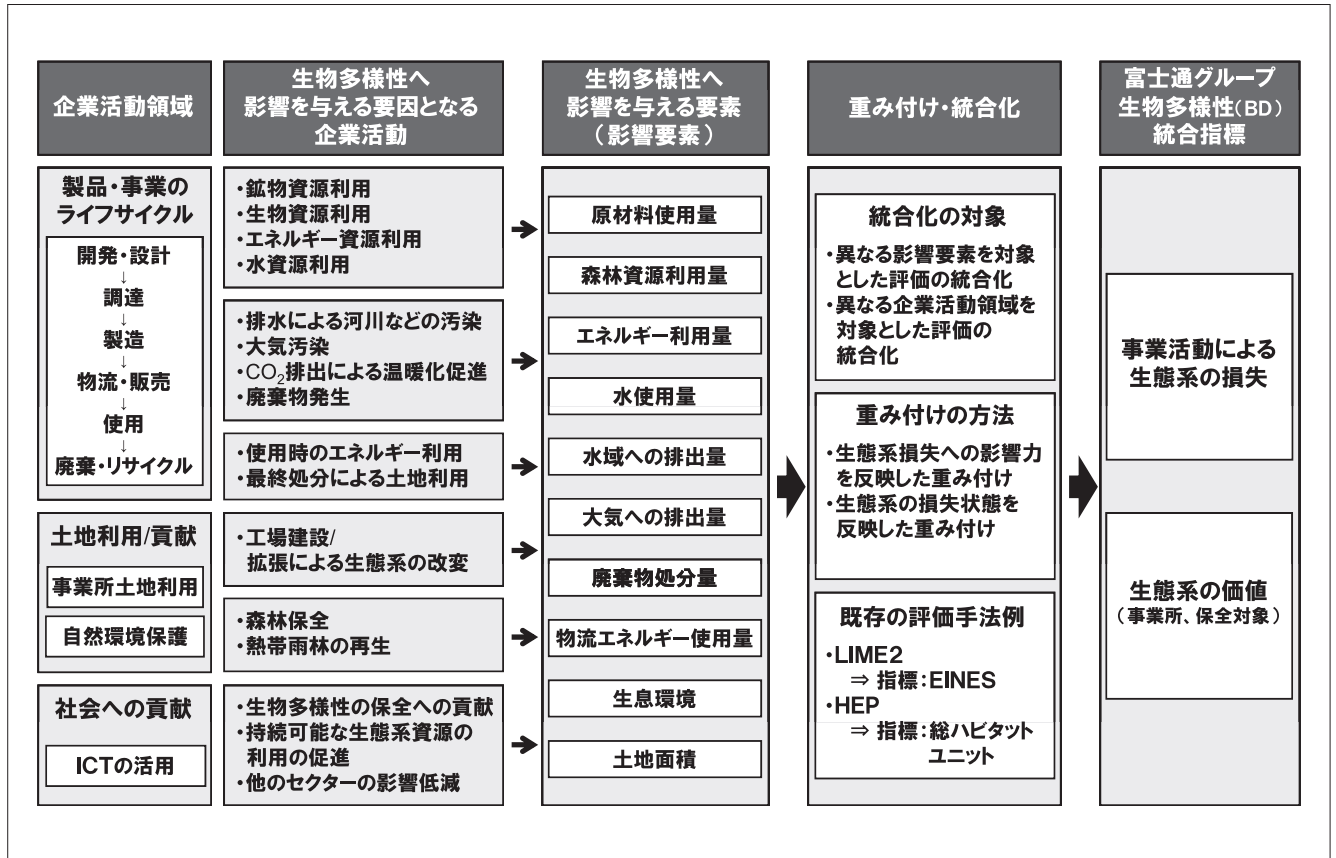 企業活動領域
生物多様性へ
影響を与える要因となる
企業活動
生物多様性へ
影響を与える要素
（影響要素）
重み付け・統合化
富士通グループ
生物多様性（BD）
統合指標
製品・事業の
ライフサイクル
開発・設計
↓
調達
↓
製造
↓
物流・販売
↓
使用
↓
廃棄・リサイクル
土地利用/貢献
事業所土地利用
自然環境保護
社会への貢献
ICTの活用
・鉱物資源利用
・生物資源利用
・エネルギー資源利用
・水資源利用
・排水による河川などの汚染
・大気汚染
・CO₂排出による温暖化促進
・廃棄物発生
・使用時のエネルギー利用
・最終処分による土地利用
・工場建設/
拡張による生態系の改変
・森林保全
・熱帯雨林の再生
・生物多様性の保全への貢献
・持続可能な生態系資源の
利用の促進
・他のセクターの影響低減
原材料使用量
森林資源利用量
エネルギー利用量
水使用量
水域への排出量
大気への排出量
廃棄物処分量
物流エネルギー使用量
生息環境
土地面積
統合化の対象
・異なる影響要素を対象
とした評価の統合化
・異なる企業活動領域を
対象とした評価の
統合化
重み付けの方法
・生態系損失への影響力
を反映した重み付け
・生態系の損失状態を
反映した重み付け
既存の評価手法例
・LIME2
⇒ 指標：EINES
・HEP
⇒ 指標：総ハビタット
ユニット
事業活動による
生態系の損失
生態系の価値
（事業所、保全対象）